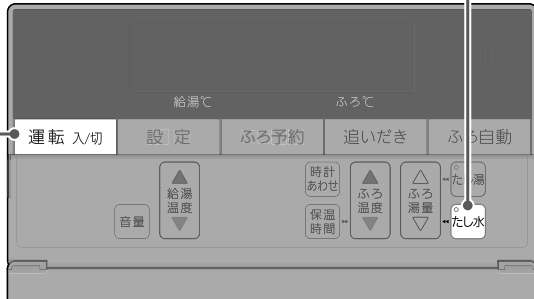 給湯℃ ふろ℃
運転 入/切 設定 ふろ予約 追いだき ふろ自動
時計
あわせ
給湯
温度
ふろ
温度
ふろ
湯量
たし湯
音量
保温
時間
たし水